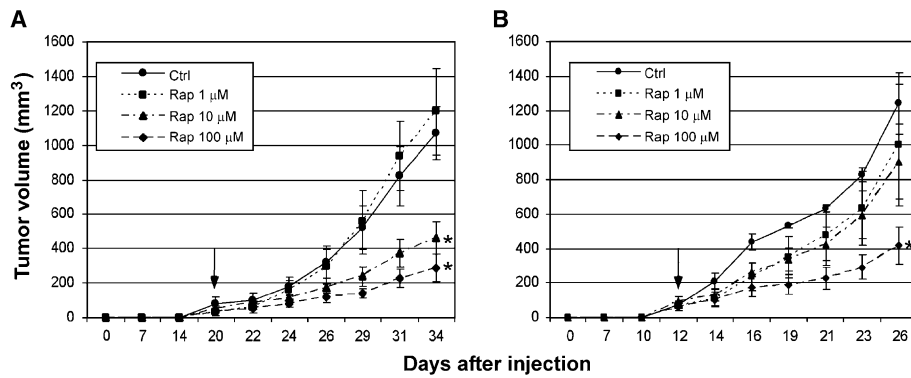 A
B
1600
1400
1200
1000
800
600
400
200
0
Ctrl
Rap 1 μM
Rap 10 μM
Rap 100 μM
*
*
0 7 14 20 22 24 26 29 31 34
1600
1400
1200
1000
800
600
400
200
0
Ctrl
Rap 1 μM
Rap 10 μM
Rap 100 μM
*
0 7 10 12 14 16 19 21 23 26
Tumor volume (mm³)
Days after injection